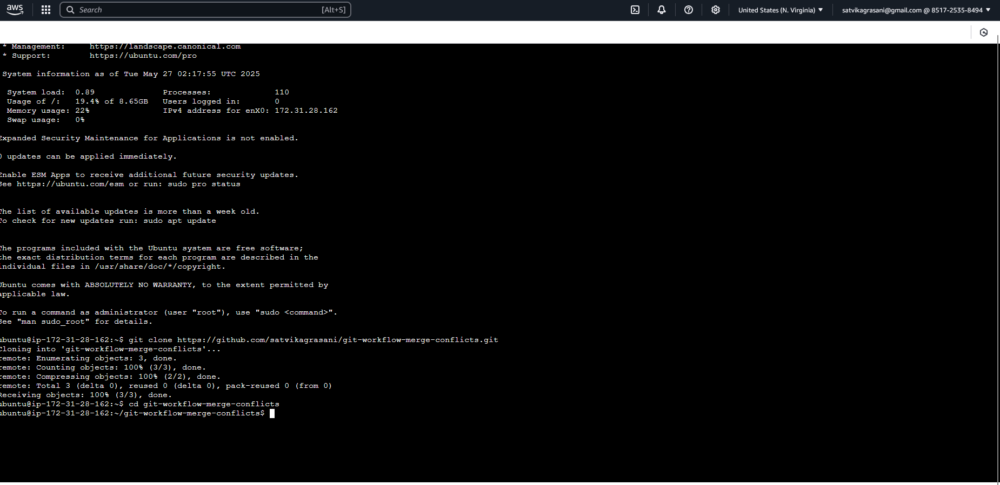 aws
Search [Alt+S]
United States (N. Virginia)
satvikagrasani@gmail.com @ 8517-2535-8494
* Management: https://landscape.canonical.com
* Support: https://ubuntu.com/pro
System information as of Tue May 27 02:17:55 UTC 2025
System load: 0.89 Processes: 110
Usage of /: 19.4% of 8.65GB Users logged in: 0
Memory usage: 22% IPv4 address for enX0: 172.31.28.162
Swap usage: 0%
Expanded Security Maintenance for Applications is not enabled.
0 updates can be applied immediately.
Enable ESM Apps to receive additional future security updates.
See https://ubuntu.com/esm or run: sudo pro status
The list of available updates is more than a week old.
To check for new updates run: sudo apt update
The programs included with the Ubuntu system are free software;
the exact distribution terms for each program are described in the
individual files in /usr/share/doc/*/copyright.
Ubuntu comes with ABSOLUTELY NO WARRANTY, to the extent permitted by
applicable law.
To run a command as administrator (user "root"), use "sudo <command>".
See "man sudo_root" for details.
ubuntu@ip-172-31-28-162:~$ git clone https://github.com/satvikagrasani/git-workflow-merge-conflicts.git
Cloning into 'git-workflow-merge-conflicts'...
remote: Enumerating objects: 3, done.
remote: Counting objects: 100% (3/3), done.
remote: Compressing objects: 100% (2/2), done.
remote: Total 3 (delta 0), reused 0 (delta 0), pack-reused 0 (from 0)
Receiving objects: 100% (3/3), done.
ubuntu@ip-172-31-28-162:~$ cd git-workflow-merge-conflicts
ubuntu@ip-172-31-28-162:~/git-workflow-merge-conflicts$